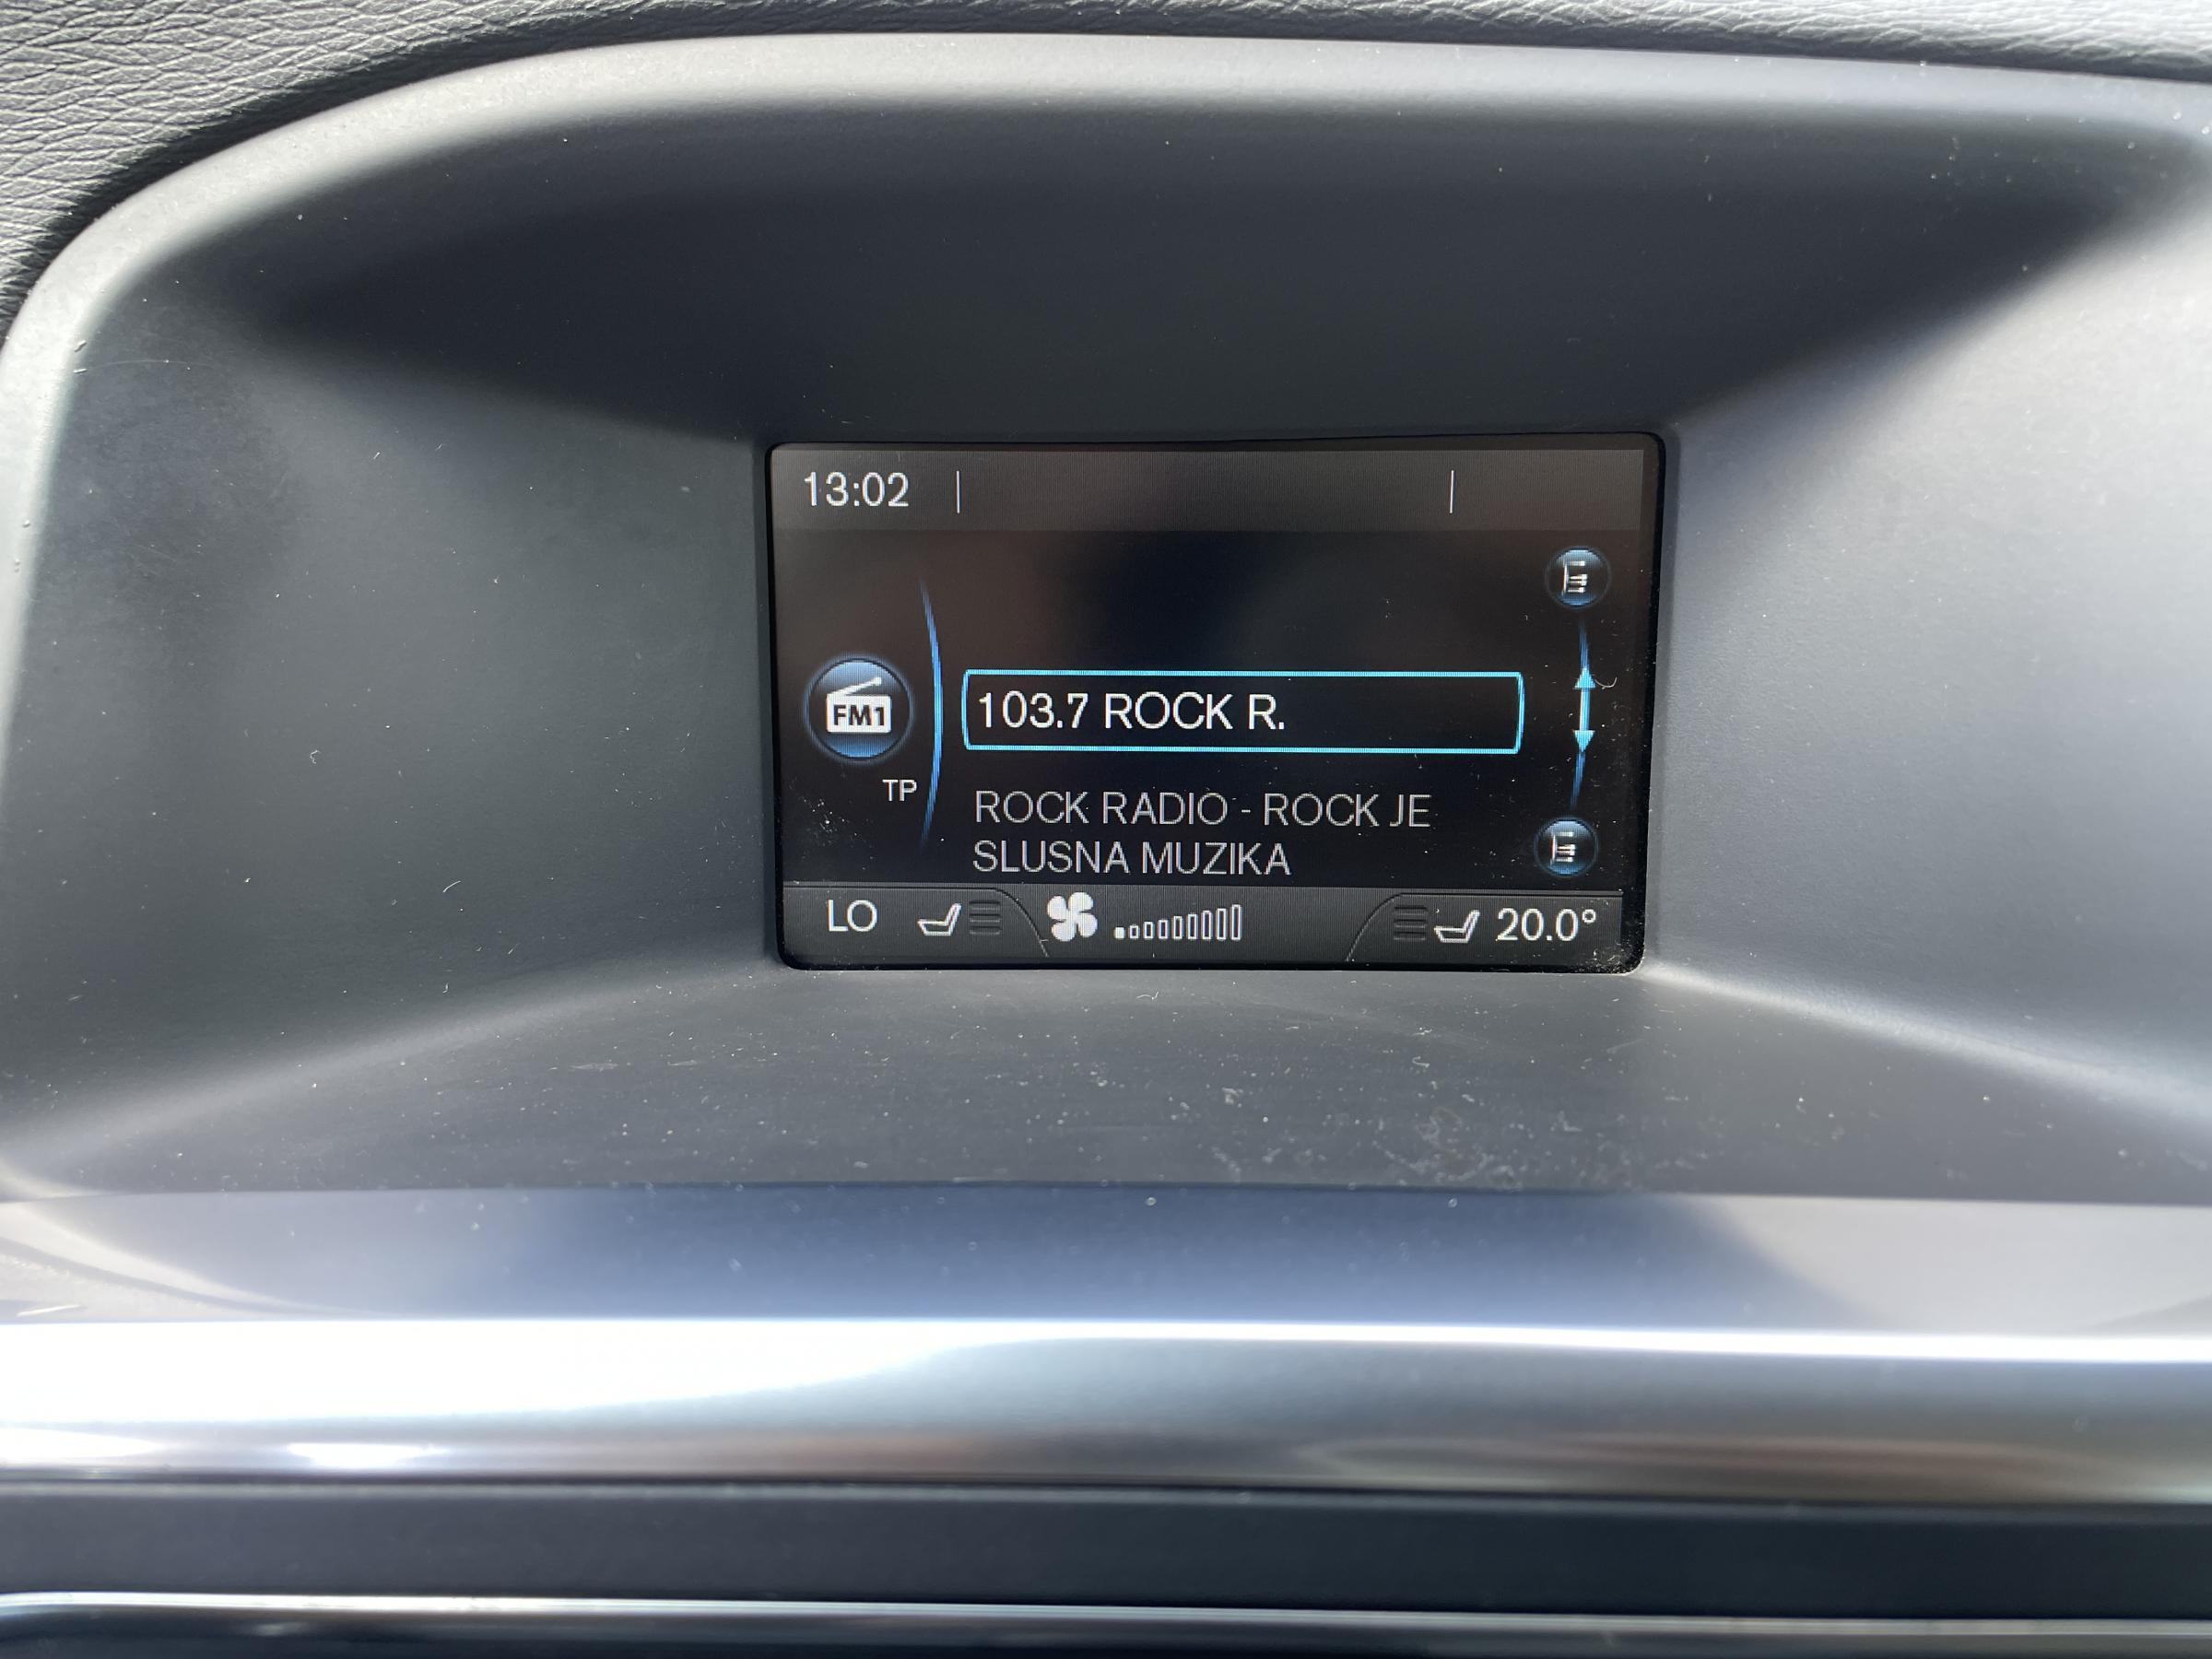 13:02
FM1
103.7 ROCK R.
TP
ROCK RADIO - ROCK JE
SLUSNA MUZIKA
LO
20.0°